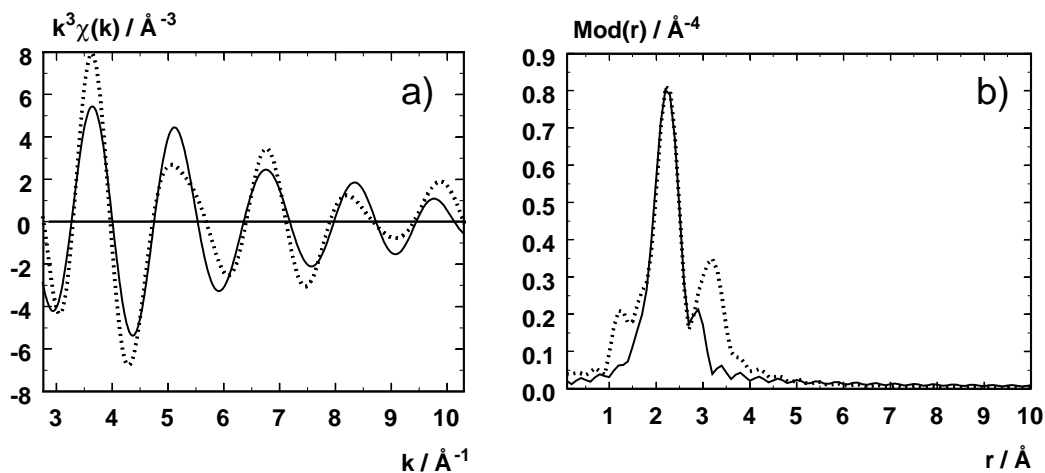 k³χ(k) / Å⁻³
a)
8
6
4
2
0
-2
-4
-6
-8
3 4 5 6 7 8 9 10
k / Å⁻¹
Mod(r) / Å⁻⁴
b)
0.9
0.8
0.7
0.6
0.5
0.4
0.3
0.2
0.1
0.0
1 2 3 4 5 6 7 8 9 10
r / Å